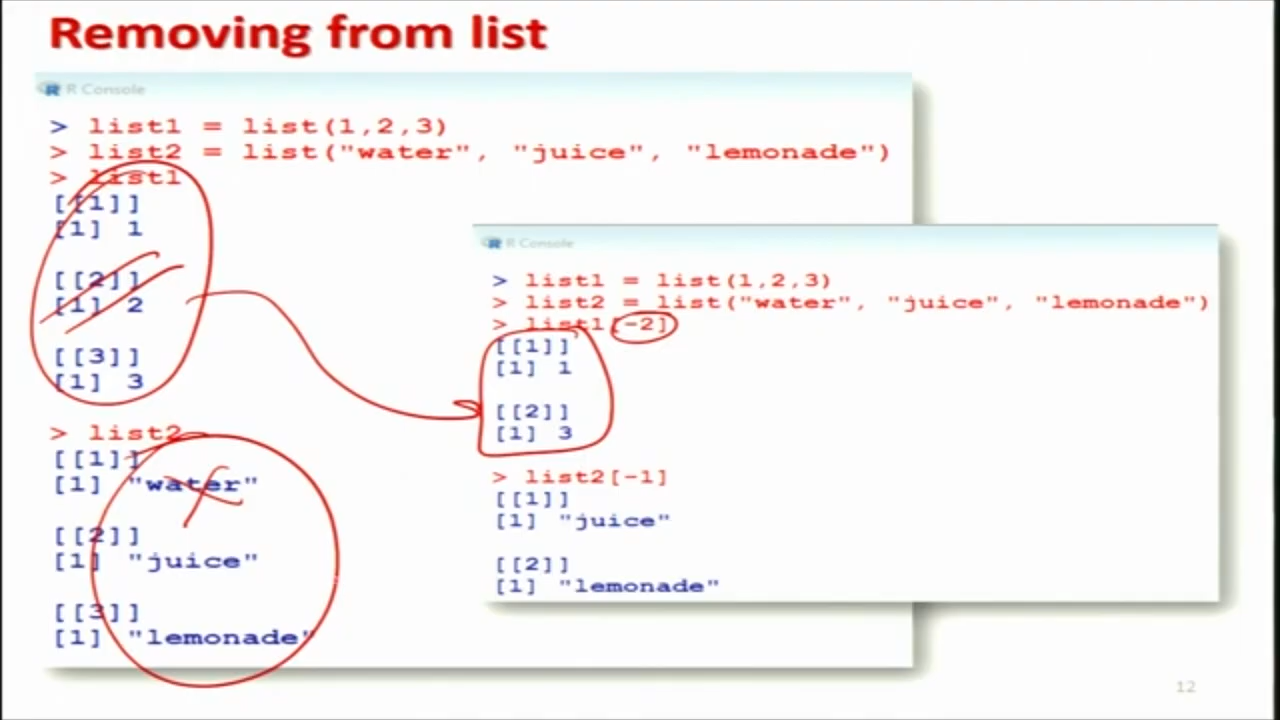 Removing from list
R Console
> list1 = list(1,2,3)
> list2 = list("water", "juice", "lemonade")
> list1
[[1]]
[1] 1
[[2]]
[1] 2
[[3]]
[1] 3
> list2
[[1]]
[1] "water"
[[2]]
[1] "juice"
[[3]]
[1] "lemonade"
R Console
> list1 = list(1,2,3)
> list2 = list("water", "juice", "lemonade")
> list1[-2]
[[1]]
[1] 1
[[2]]
[1] 3
> list2[-1]
[[1]]
[1] "juice"
[[2]]
[1] "lemonade"
12